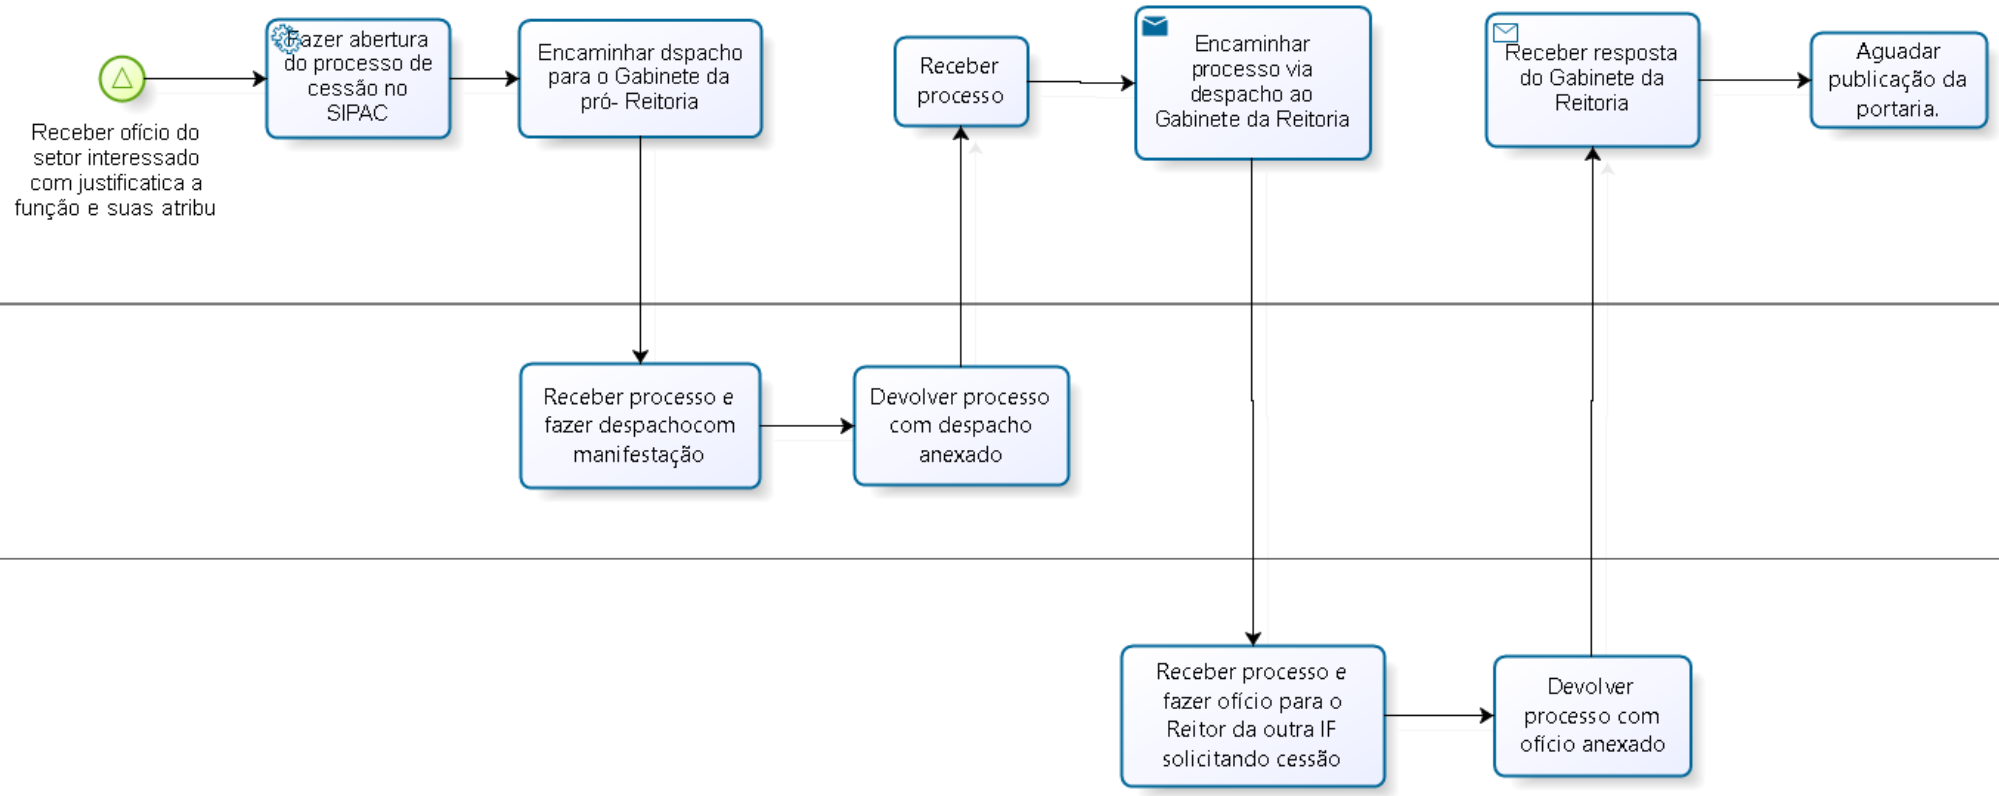 Receber ofício do
setor interessado
com justificatica a
função e suas atribu
Fazer abertura
do processo de
cessão no
SIPAC
Encaminhar dspacho
para o Gabinete da
pró- Reitoria
Receber
processo
Encaminhar
processo via
despacho ao
Gabinete da Reitoria
Receber resposta
do Gabinete da
Reitoria
Aguadar
publicação da
portaria.
Receber processo e
fazer despachocom
manifestação
Devolver processo
com despacho
anexado
Receber processo e
fazer ofício para o
Reitor da outra IF
solicitando cessão
Devolver
processo com
ofício anexado